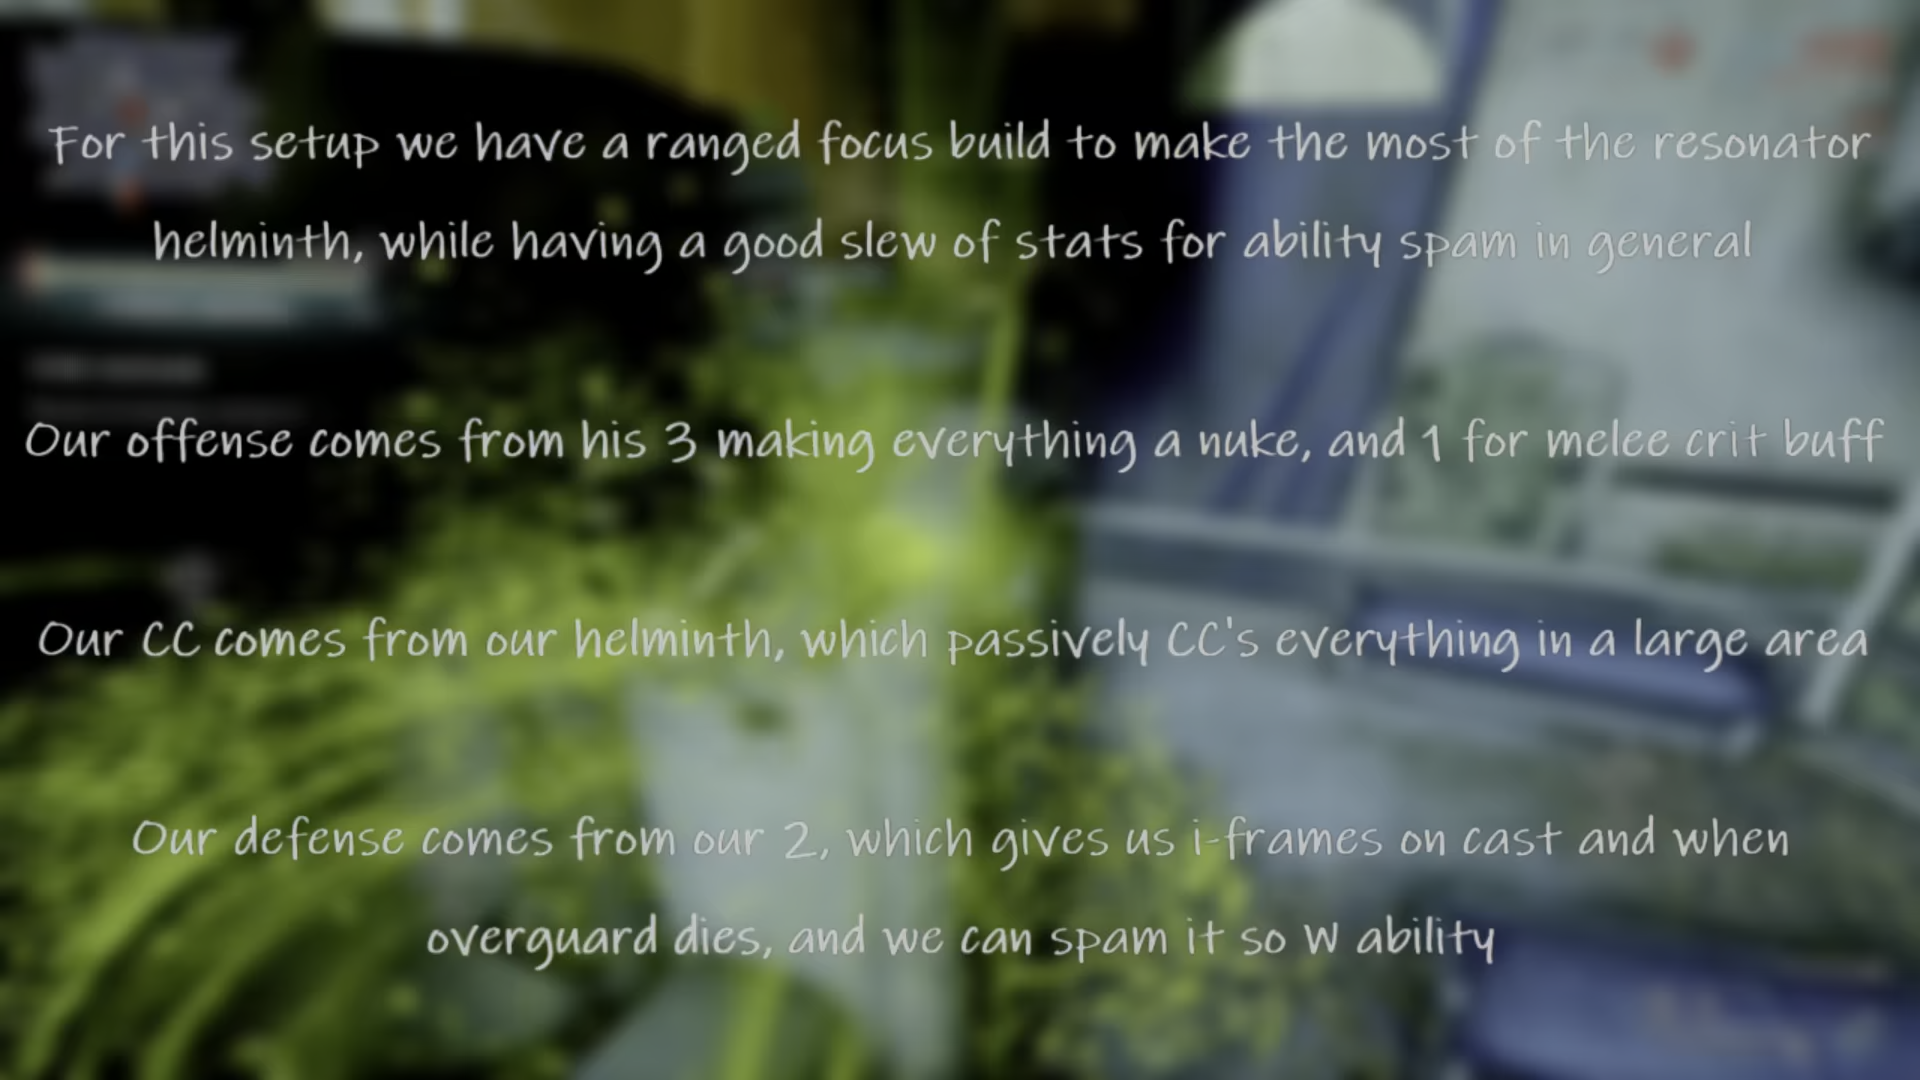 For this setup we have a ranged focus build to make the most of the resonator
helminth, while having a good slew of stats for ability spam in general
Our offense comes from his 3 making everything a nuke, and 1 for melee crit buff
Our CC comes from our helminth, which passively CC's everything in a large area
Our defense comes from our 2, which gives us i-frames on cast and when
overguard dies, and we can spam it so W ability